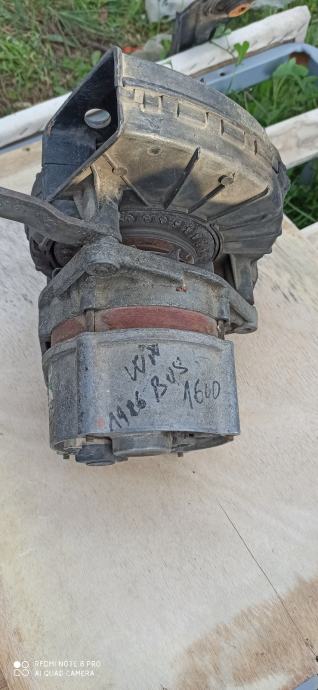 VW
1986 BUS
1600
REDMI NOTE 8 PRO
AI QUAD CAMERA